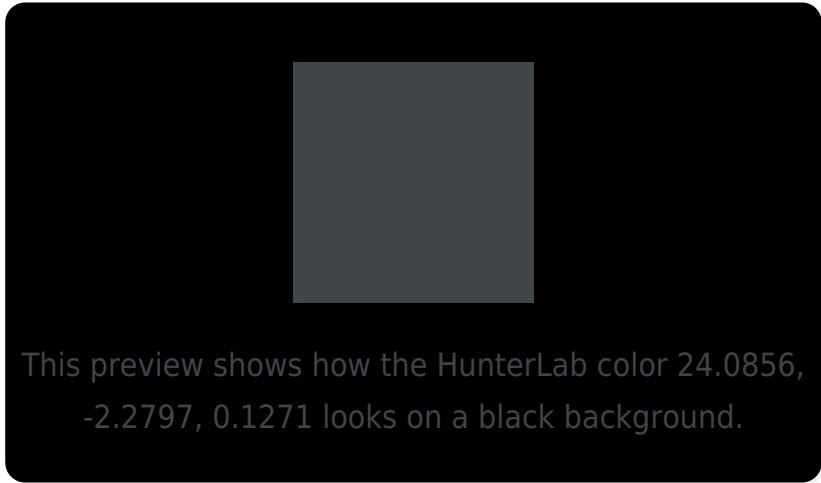 This preview shows how the HunterLab color 24.0856,
-2.2797, 0.1271 looks on a black background.